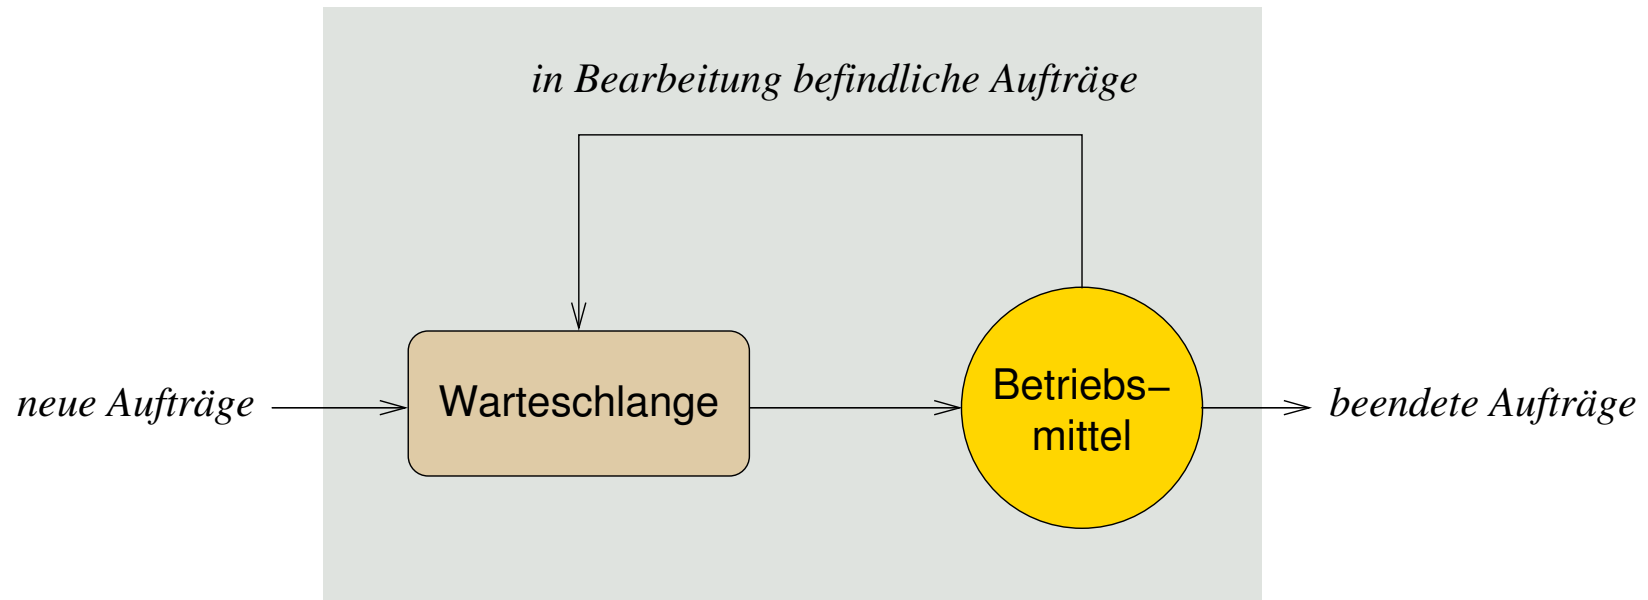 in Bearbeitung befindliche Aufträge
neue Aufträge
Warteschlange
Betriebs–
mittel
beendete Aufträge